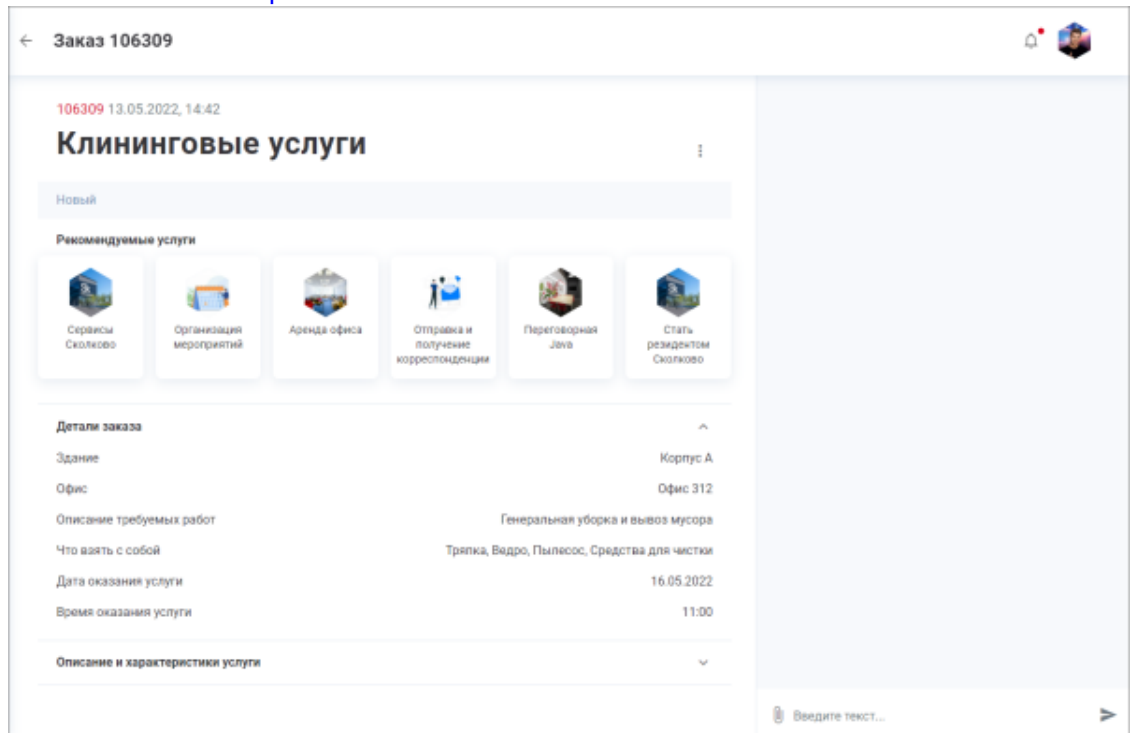 Заказ 106309
106309 13.05.2022, 14:42
Клининговые услуги
Новый
Рекомендуемые услуги
Сервисы
Сколково
Организация
мероприятий
Аренда офиса
Отправка и
получение
корреспонденции
Переговорная
Java
Стать
резидентом
Сколково
Детали заказа
Здание Корпус А
Офис Офис 312
Описание требуемых работ Генеральная уборка и вывоз мусора
Что взять с собой Тряпка, Ведро, Пылесос, Средства для чистки
Дата оказания услуги 16.05.2022
Время оказания услуги 11:00
Описание и характеристики услуги
Введите текст...